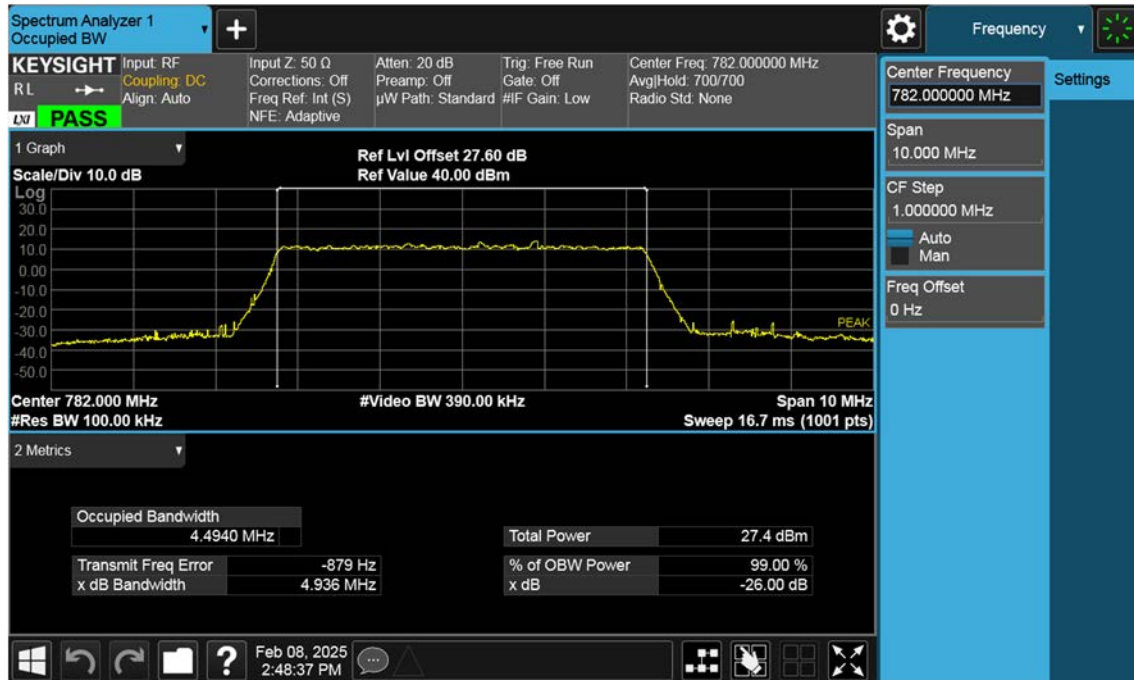 Spectrum Analyzer 1
Occupied BW
Frequency
KEYSIGHT
R L
LXI
PASS
Input: RF
Coupling: DC
Align: Auto
Input Z: 50 Ω
Corrections: Off
Freq Ref: Int (S)
NFE: Adaptive
Atten: 20 dB
Preamp: Off
µW Path: Standard
Trig: Free Run
Gate: Off
#IF Gain: Low
Center Freq: 782.000000 MHz
Avg|Hold: 700/700
Radio Std: None
Center Frequency
782.000000 MHz
Settings
Span
10.000 MHz
CF Step
1.000000 MHz
Auto
Man
Freq Offset
0 Hz
1 Graph
Scale/Div 10.0 dB
Ref Lvl Offset 27.60 dB
Ref Value 40.00 dBm
Log
30.0
20.0
10.0
0.00
-10.0
-20.0
-30.0
-40.0
-50.0
PEAK
Center 782.000 MHz
#Video BW 390.00 kHz
Span 10 MHz
#Res BW 100.00 kHz
Sweep 16.7 ms (1001 pts)
2 Metrics
Occupied Bandwidth
4.4940 MHz
Total Power 27.4 dBm
Transmit Freq Error -879 Hz
% of OBW Power 99.00 %
x dB Bandwidth 4.936 MHz
x dB -26.00 dB
?
Feb 08, 2025
2:48:37 PM